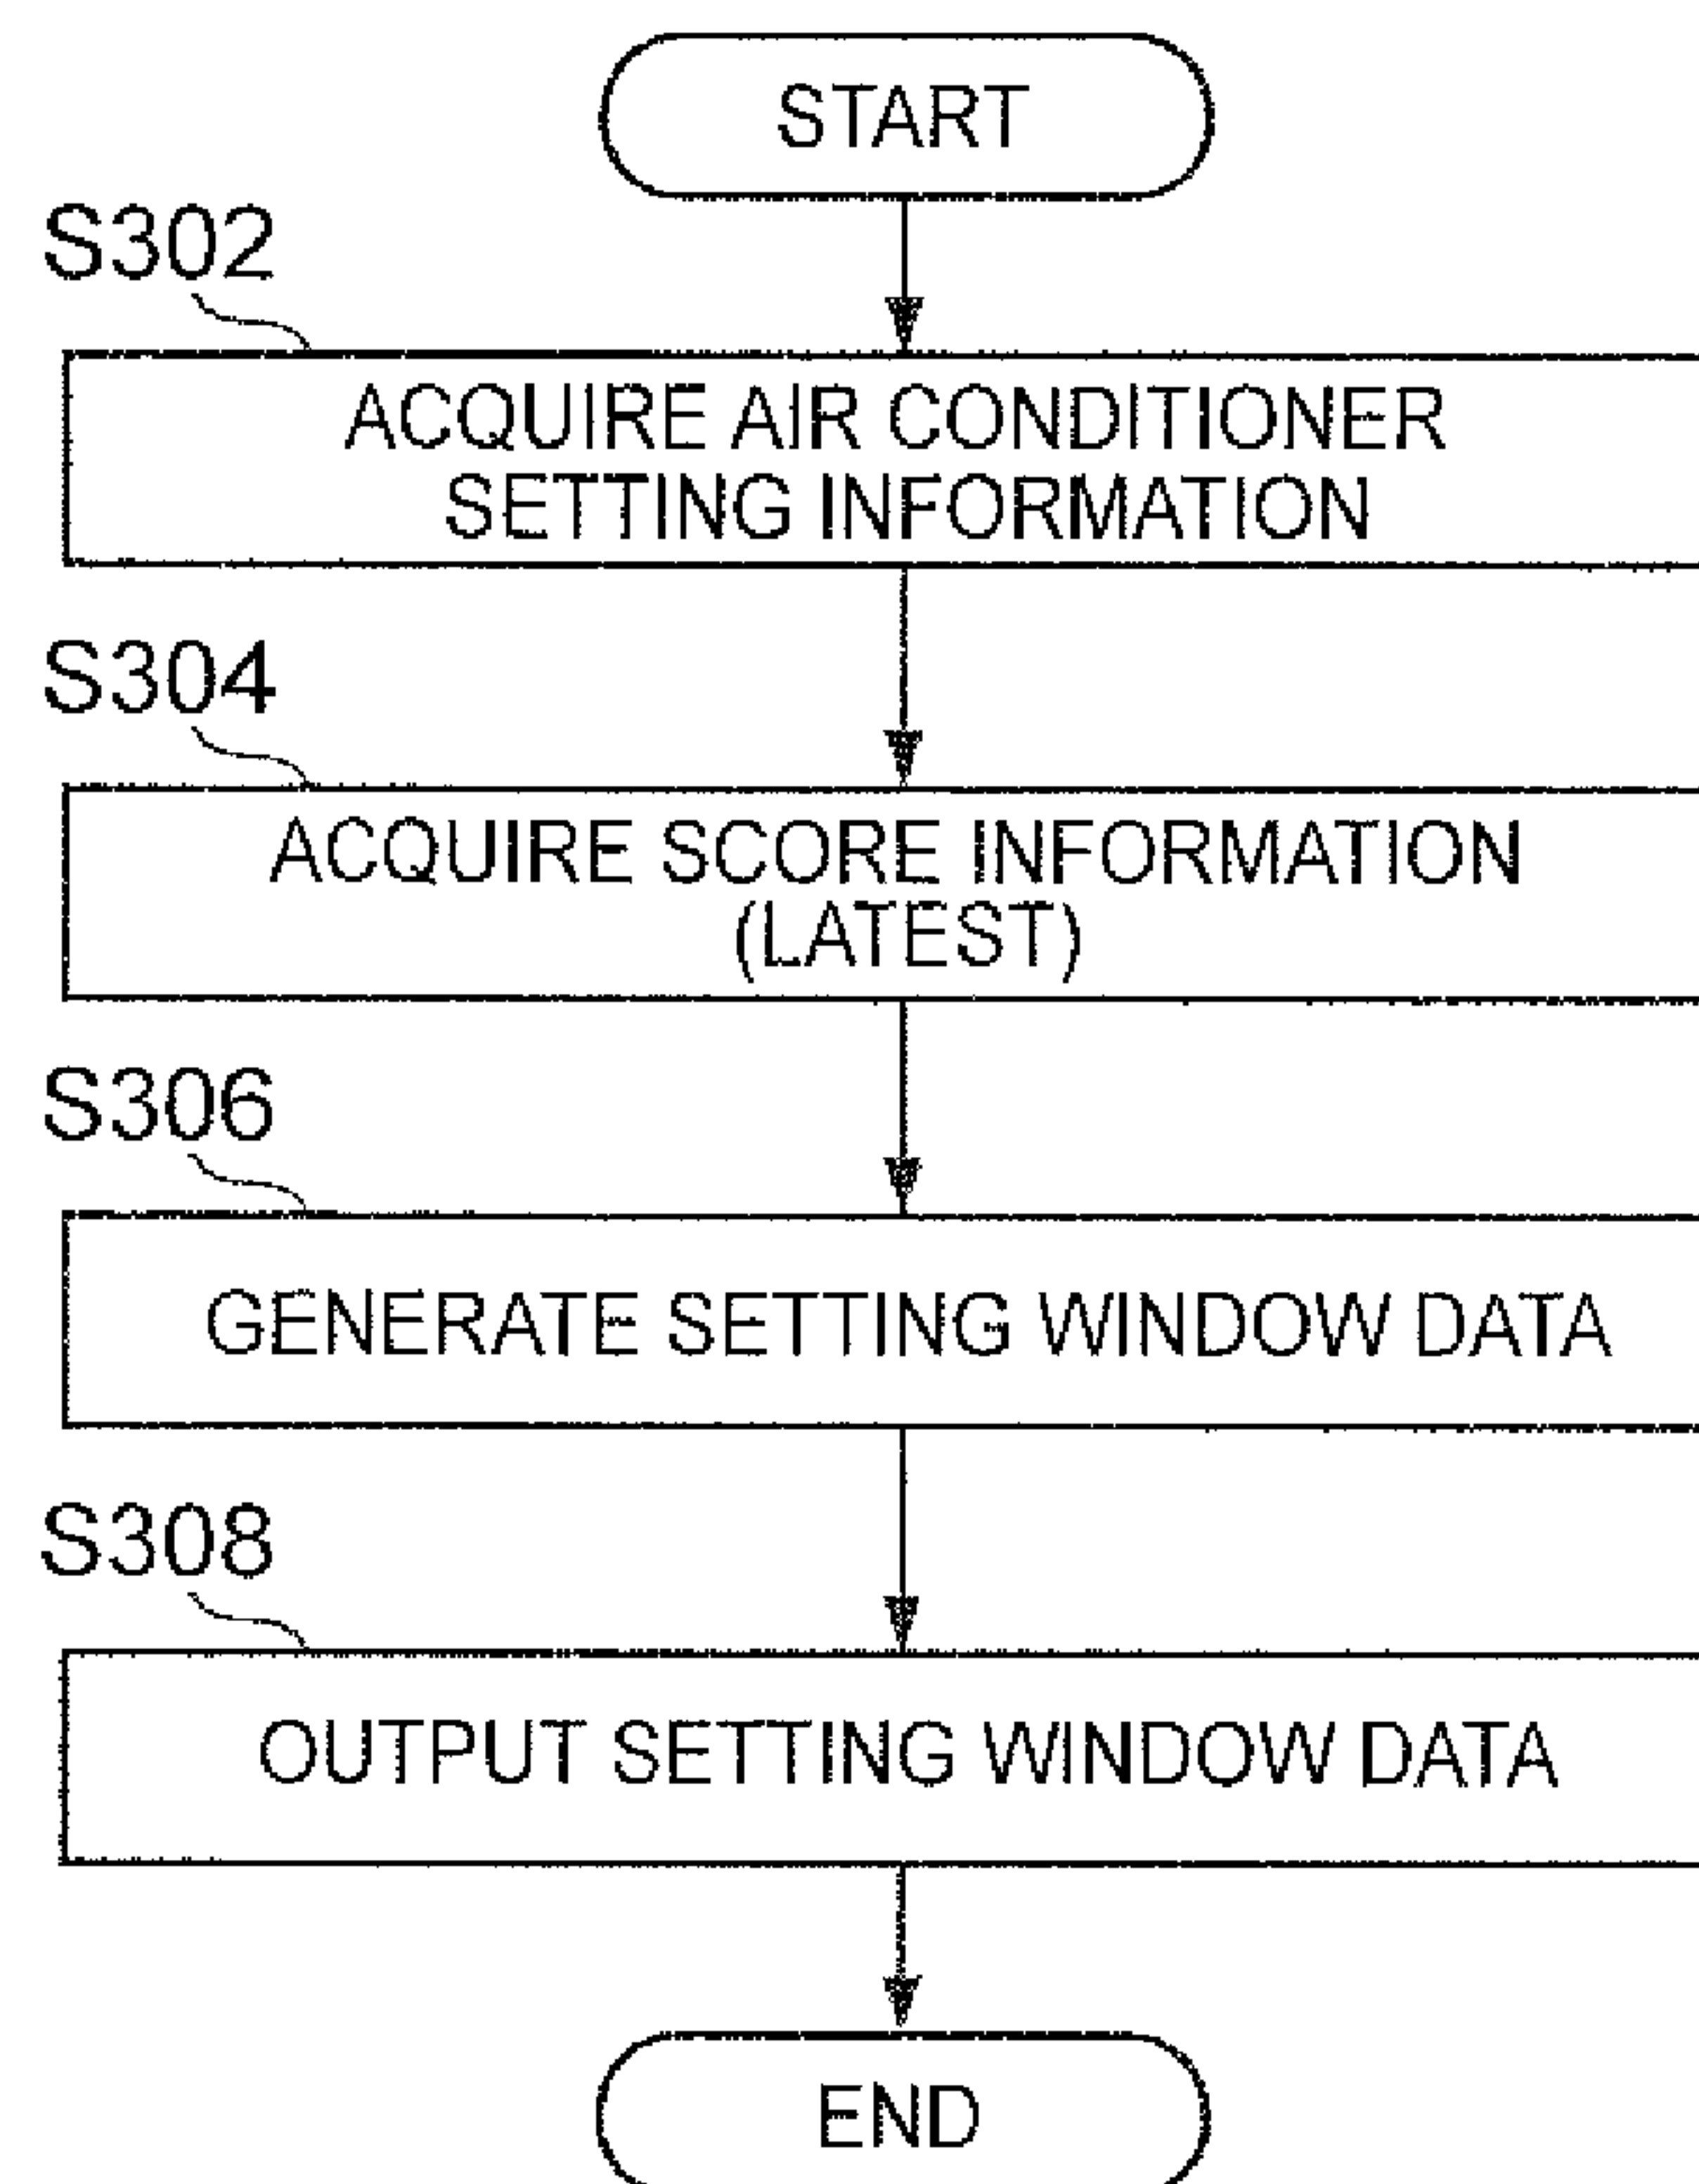 START
S302
ACQUIRE AIR CONDITIONER
SETTING INFORMATION
S304
ACQUIRE SCORE INFORMATION
(LATEST)
S306
GENERATE SETTING WINDOW DATA
S308
OUTPUT SETTING WINDOW DATA
END